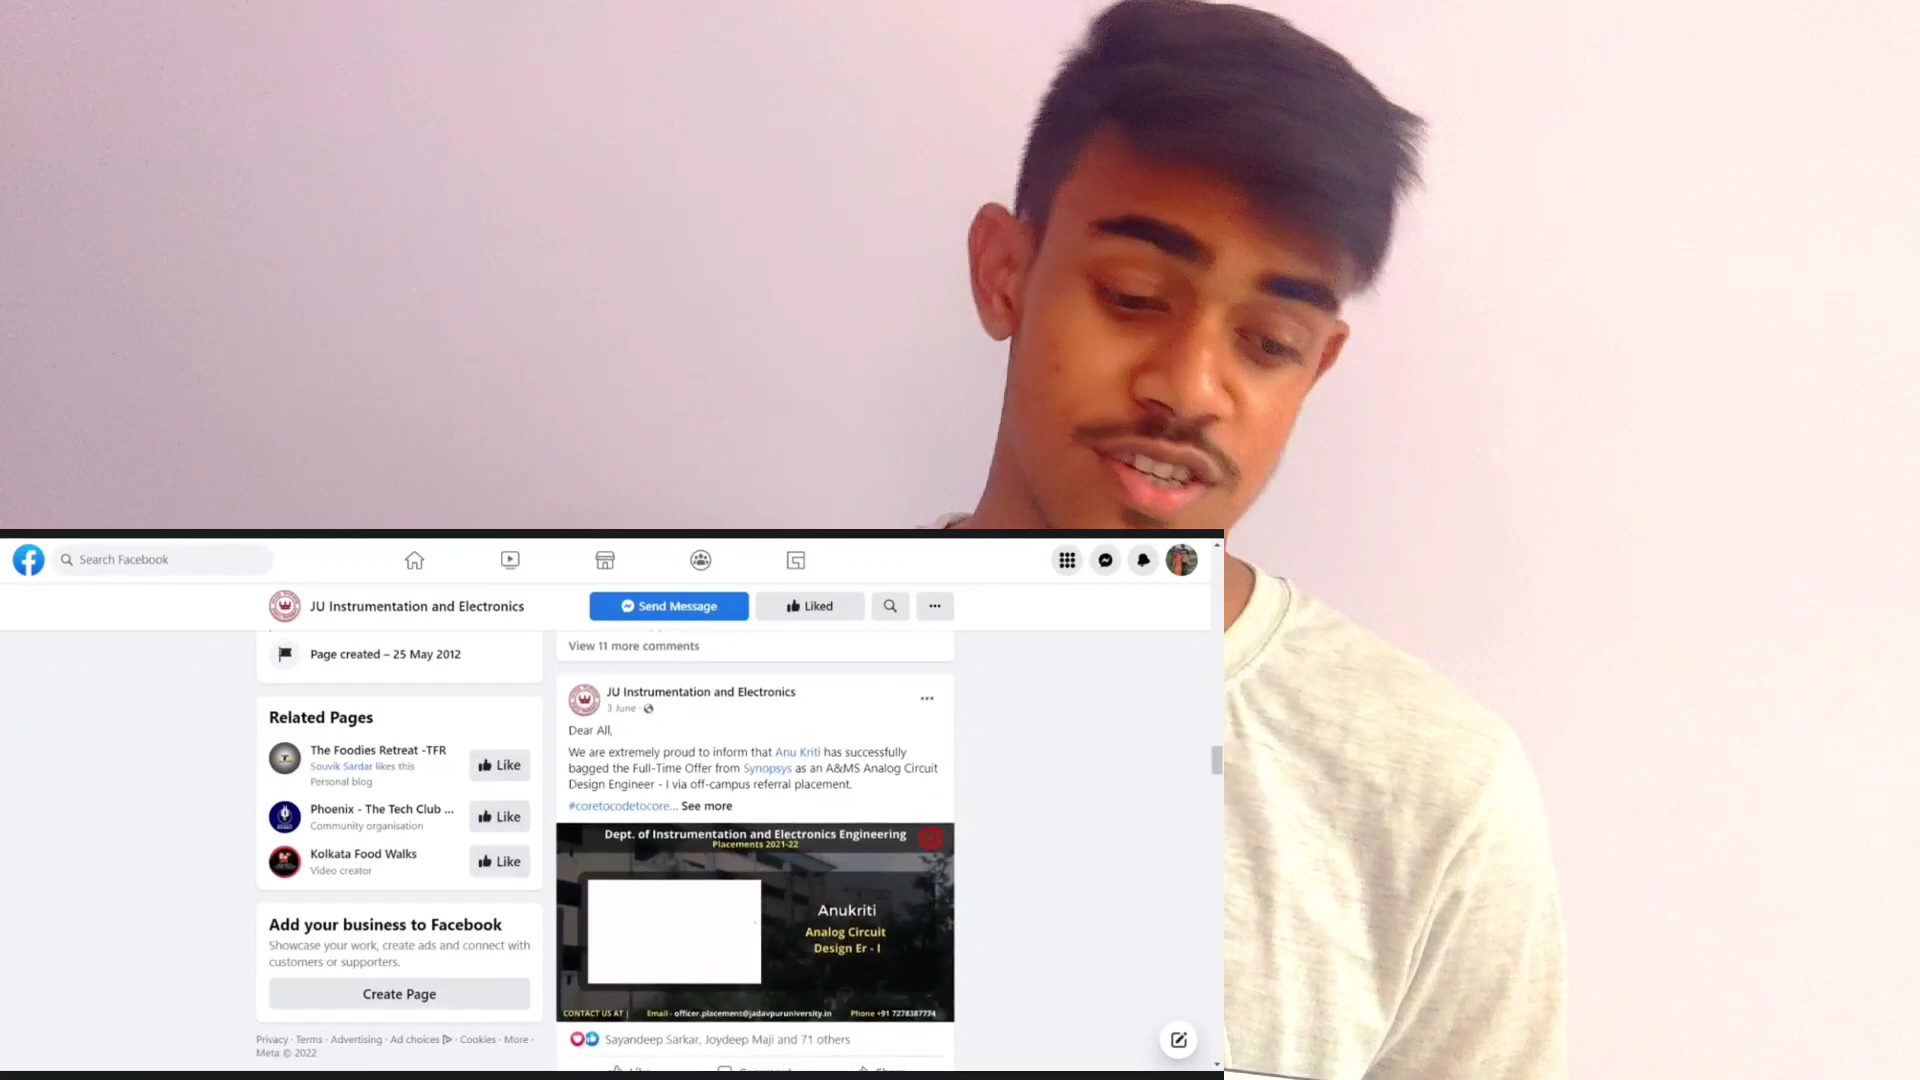 Search Facebook
JU Instrumentation and Electronics
Send Message
Liked
Page created – 25 May 2012
Related Pages
The Foodies Retreat -TFR
Souvik Sardar likes this
Personal blog
Like
Phoenix - The Tech Club ...
Community organisation
Like
Kolkata Food Walks
Video creator
Like
Add your business to Facebook
Showcase your work, create ads and connect with
customers or supporters.
Create Page
Privacy · Terms · Advertising · Ad choices · Cookies · More ·
Meta © 2022
View 11 more comments
JU Instrumentation and Electronics
3 June ·
Dear All,
We are extremely proud to inform that Anu Kriti has successfully
bagged the Full-Time Offer from Synopsys as an A&MS Analog Circuit
Design Engineer - I via off-campus referral placement.
#coretocodetocore... See more
Dept. of Instrumentation and Electronics Engineering
Placements 2021-22
Anukriti
Analog Circuit
Design Er - I
CONTACT US AT | Email - officer.placement@jadavpuruniversity.in Phone +91 7278387774
Sayandeep Sarkar, Joydeep Maji and 71 others